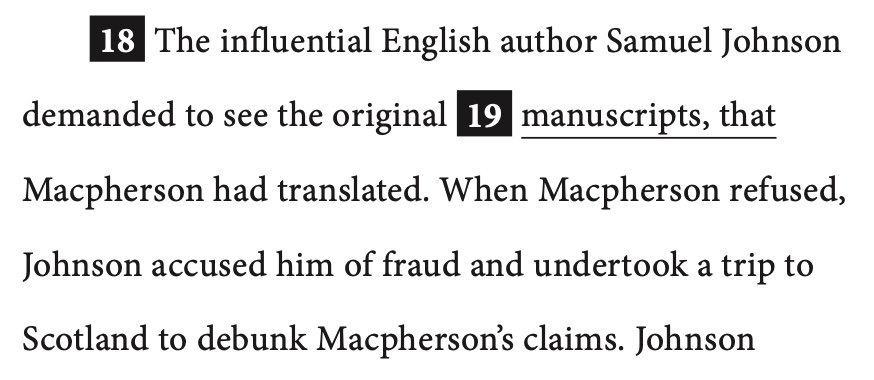 18 The influential English author Samuel Johnson
demanded to see the original 19 manuscripts, that
Macpherson had translated. When Macpherson refused,
Johnson accused him of fraud and undertook a trip to
Scotland to debunk Macpherson’s claims. Johnson